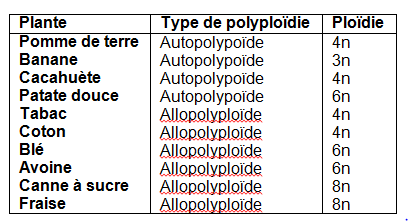 Plante Type de polyploïdie Ploïdie
Pomme de terre Autopolypoïde 4n
Banane Autopolypoïde 3n
Cacahuète Autopolypoïde 4n
Patate douce Autopolypoïde 6n
Tabac Allopolyploïde 4n
Coton Allopolyploïde 4n
Blé Allopolyploïde 6n
Avoine Allopolyploïde 6n
Canne à sucre Allopolyploïde 8n
Fraise Allopolyploïde 8n